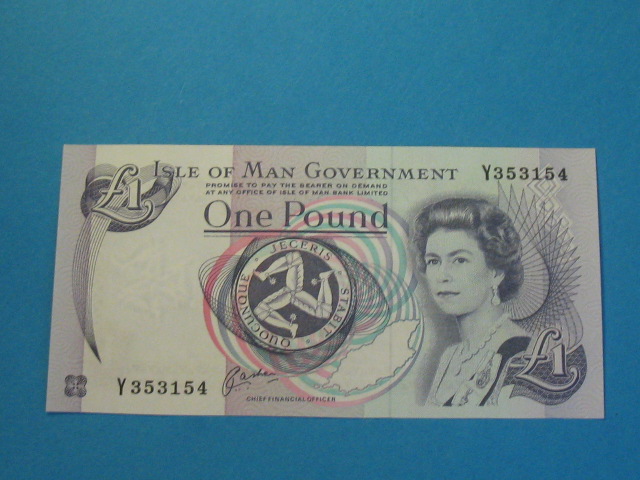 £1
ISLE OF MAN GOVERNMENT
Y353154
PROMISE TO PAY THE BEARER ON DEMAND
AT ANY OFFICE OF ISLE OF MAN BANK LIMITED
ONE POUND
QUOCUNQUE · JECERIS · STABIT
Y353154
CHIEF FINANCIAL OFFICER
£1